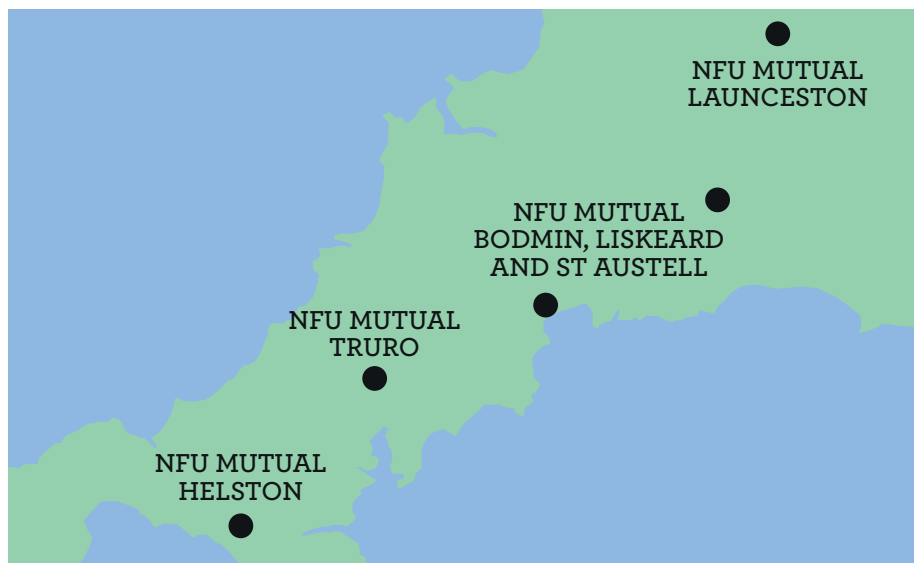 NFU MUTUAL
LAUNCESTON
NFU MUTUAL
BODMIN, LISKEARD
AND ST AUSTELL
NFU MUTUAL
TRURO
NFU MUTUAL
HELSTON